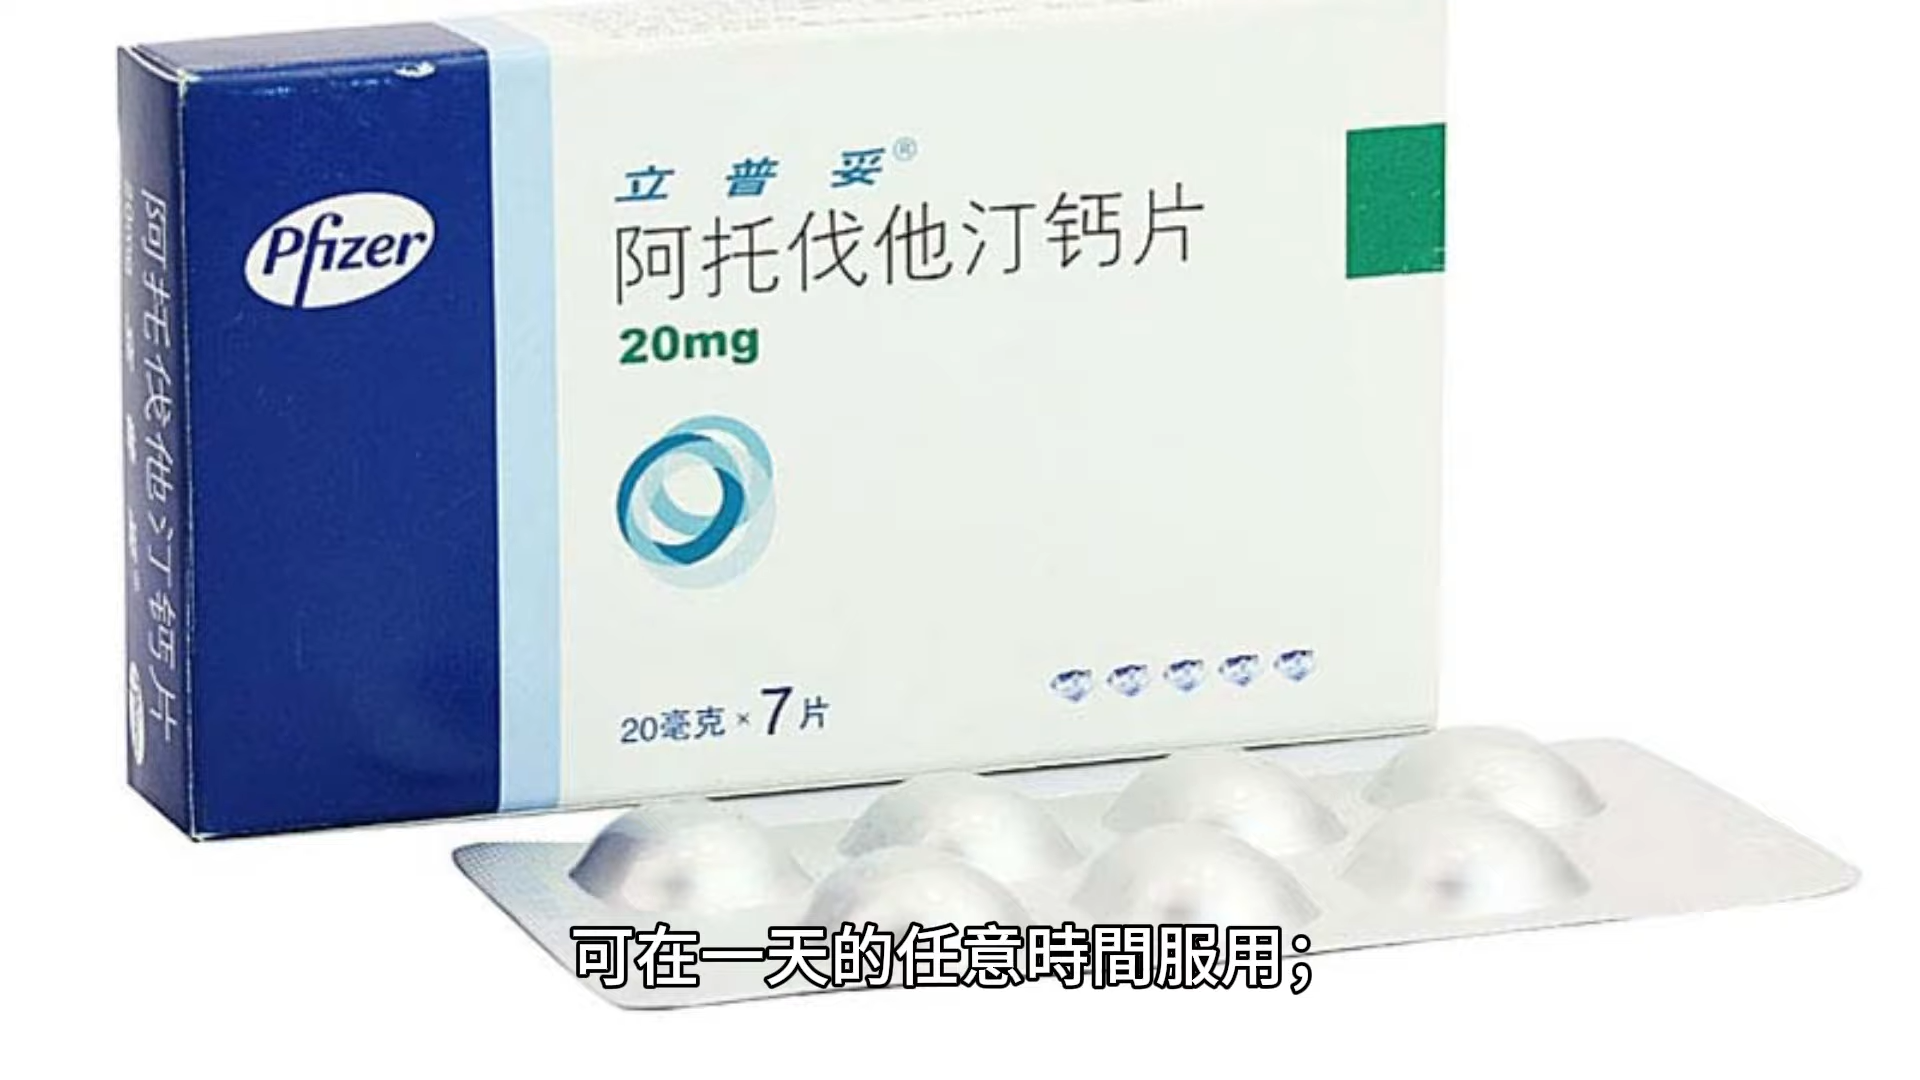 Pfizer
立普妥®
阿托伐他汀钙片
20mg
20毫克×7片
阿托伐他汀钙片
20mg
可在一天的任意時間服用;